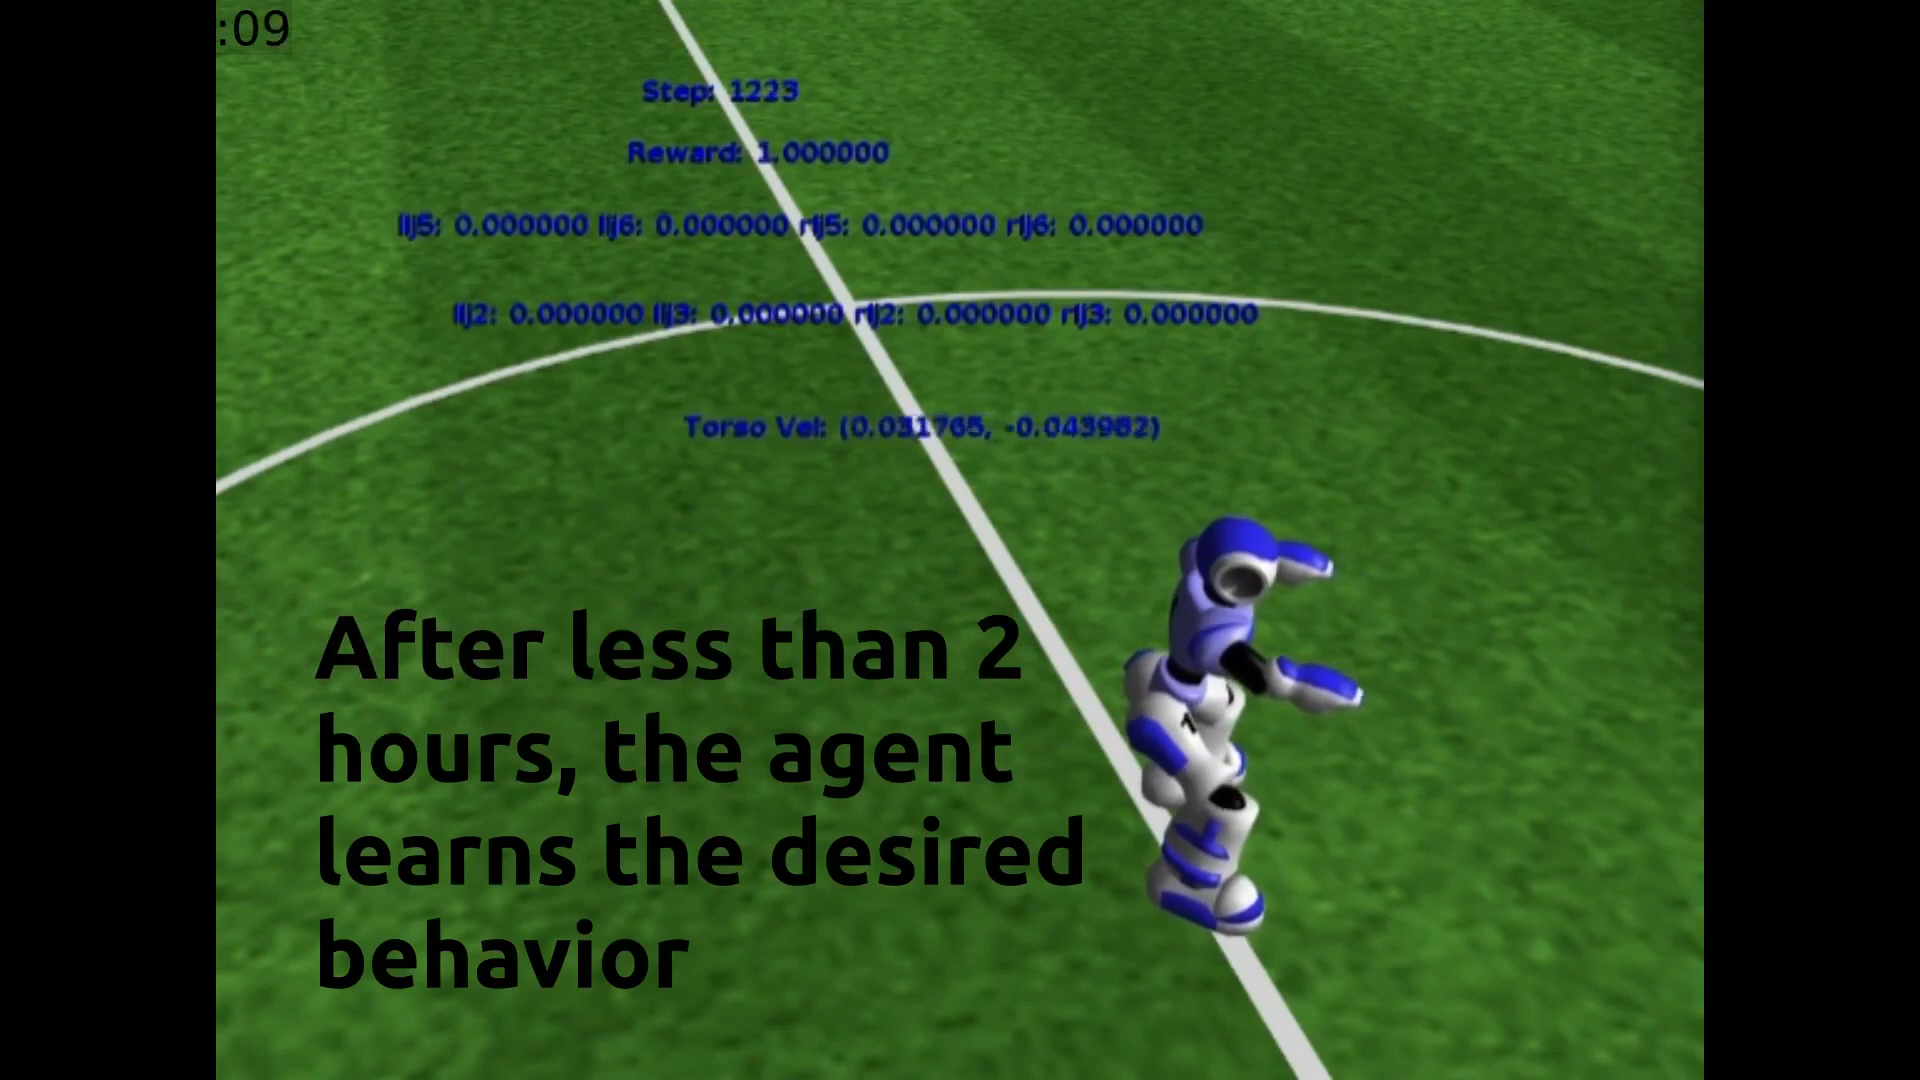 :09
Step: 1223
Reward: 1.000000
llj5: 0.000000 llj6: 0.000000 rlj5: 0.000000 rlj6: 0.000000
llj2: 0.000000 llj3: 0.000000 rlj2: 0.000000 rlj3: 0.000000
Torso Vel: (0.031765, -0.043982)
After less than 2
hours, the agent
learns the desired
behavior
1